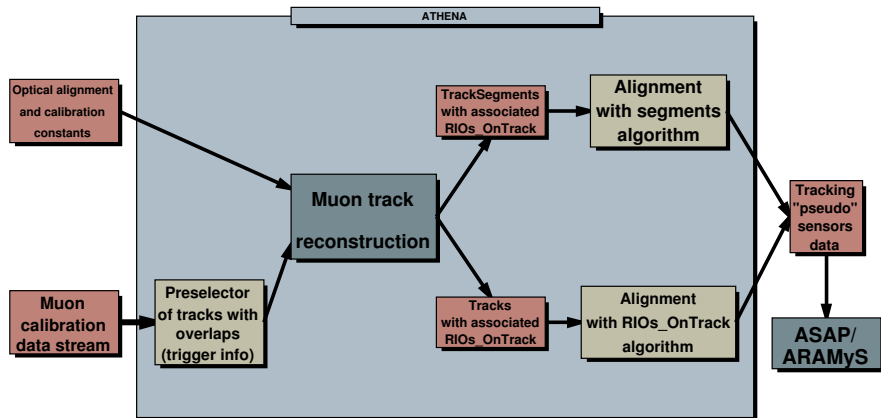 ATHENA
Optical alignment
and calibration
constants
TrackSegments
with associated
RIOs_OnTrack
Alignment
with segments
algorithm
Muon track
reconstruction
Tracking
"pseudo"
sensors
data
Muon
calibration
data stream
Preselector
of tracks with
overlaps
(trigger info)
Tracks
with associated
RIOs_OnTrack
Alignment
with RIOs_OnTrack
algorithm
ASAP/
ARAMyS